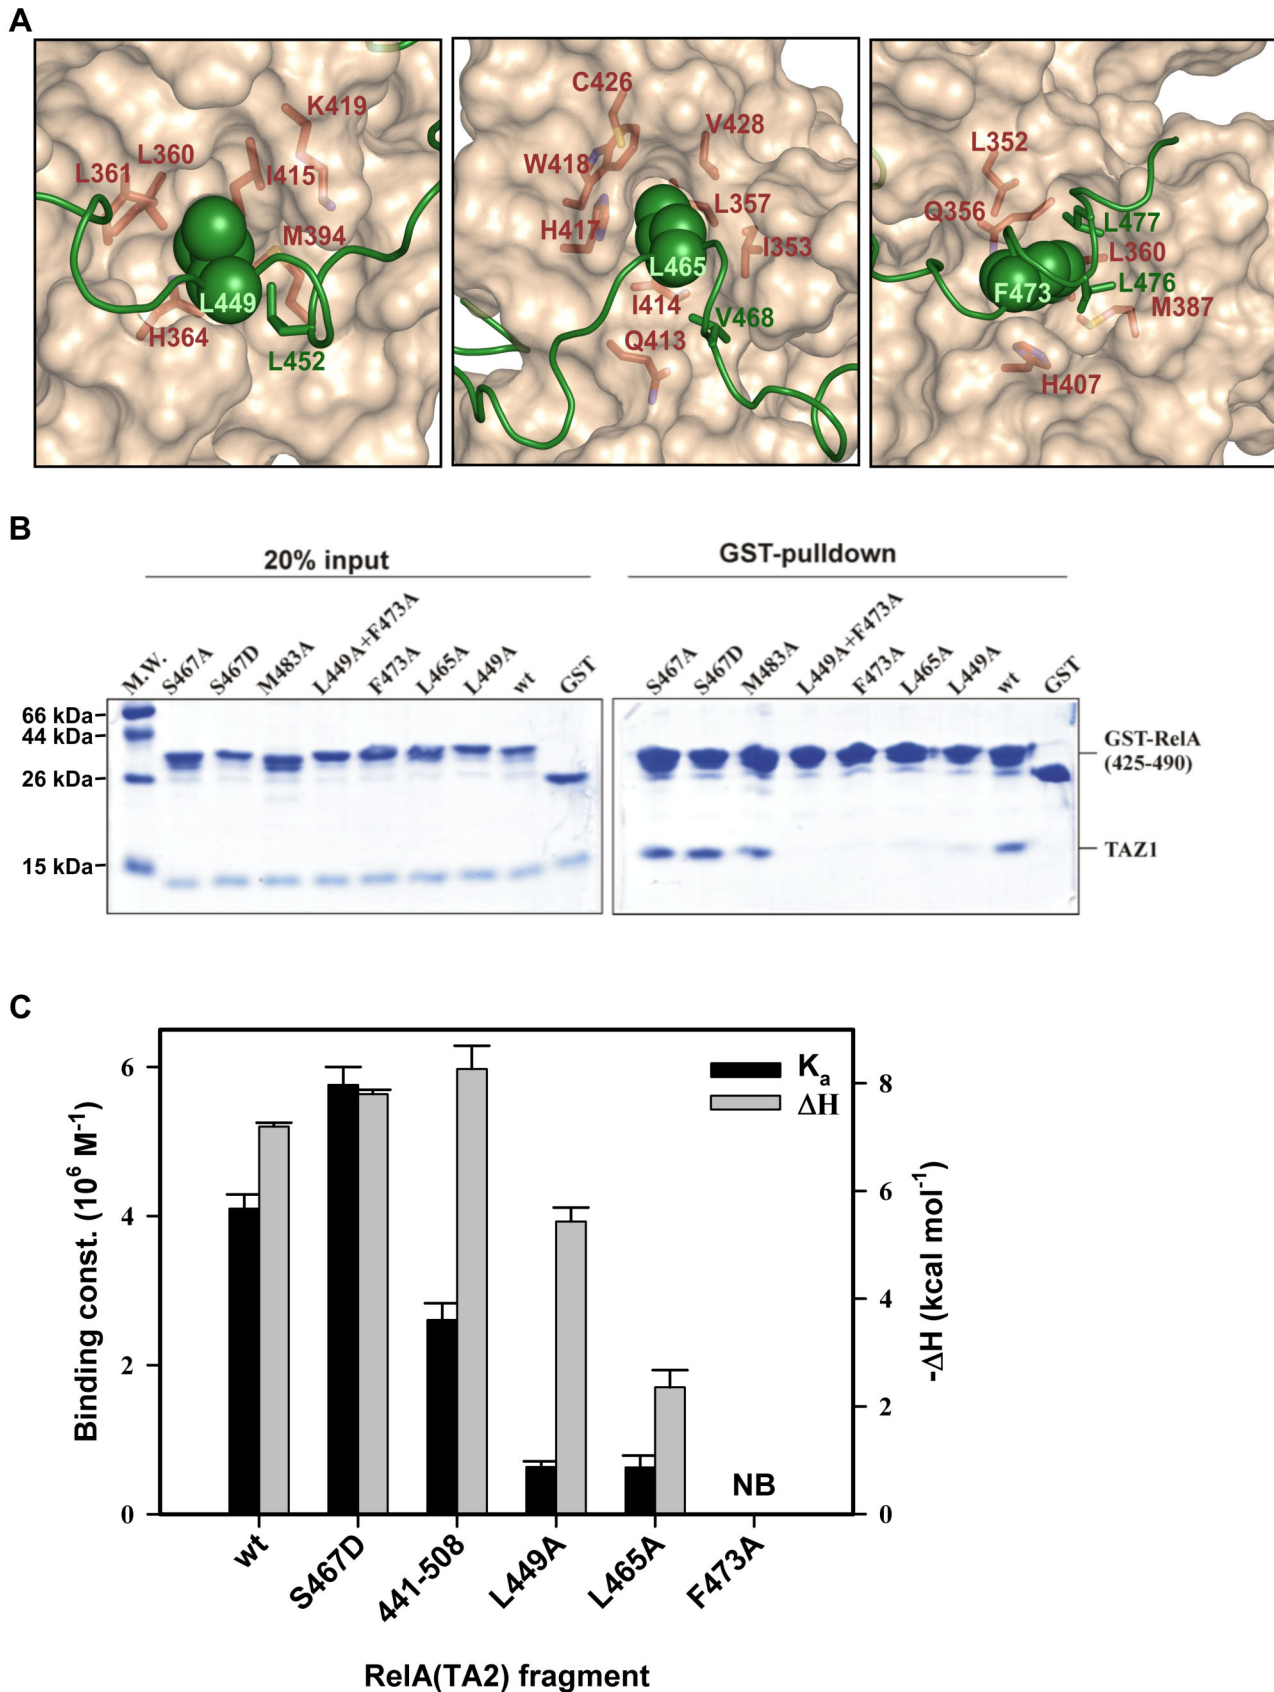 A
K419
L360
L361
I415
M394
L449
H364
L452
C426
V428
W418
L357
H417
I353
L465
I414
V468
Q413
L352
Q356
L477
L360
L476
F473
M387
H407
B
20% input
GST-pulldown
M.W.
S467A
S467D
M483A
L449A+F473A
F473A
L465A
L449A
wt
GST
S467A
S467D
M483A
L449A+F473A
F473A
L465A
L449A
wt
GST
66 kDa
44 kDa
26 kDa
15 kDa
GST-RelA
(425-490)
TAZ1
C
Ka
ΔH
Binding const. (10⁶ M⁻¹)
6
4
2
0
-ΔH (kcal mol⁻¹)
8
6
4
2
0
NB
wt
S467D
441-508
L449A
L465A
F473A
RelA(TA2) fragment